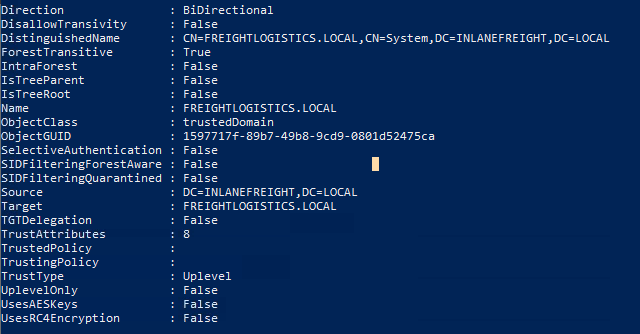 Direction : BiDirectional
DisallowTransivity : False
DistinguishedName : CN=FREIGHTLOGISTICS.LOCAL,CN=System,DC=INLANEFREIGHT,DC=LOCAL
ForestTransitive : True
IntraForest : False
IsTreeParent : False
IsTreeRoot : False
Name : FREIGHTLOGISTICS.LOCAL
ObjectClass : trustedDomain
ObjectGUID : 1597717f-89b7-49b8-9cd9-0801d52475ca
SelectiveAuthentication : False
SIDFilteringForestAware : False
SIDFilteringQuarantined : False
Source : DC=INLANEFREIGHT,DC=LOCAL
Target : FREIGHTLOGISTICS.LOCAL
TGTDelegation : False
TrustAttributes : 8
TrustedPolicy :
TrustingPolicy :
TrustType : Uplevel
UplevelOnly : False
UsesAESKeys : False
UsesRC4Encryption : False